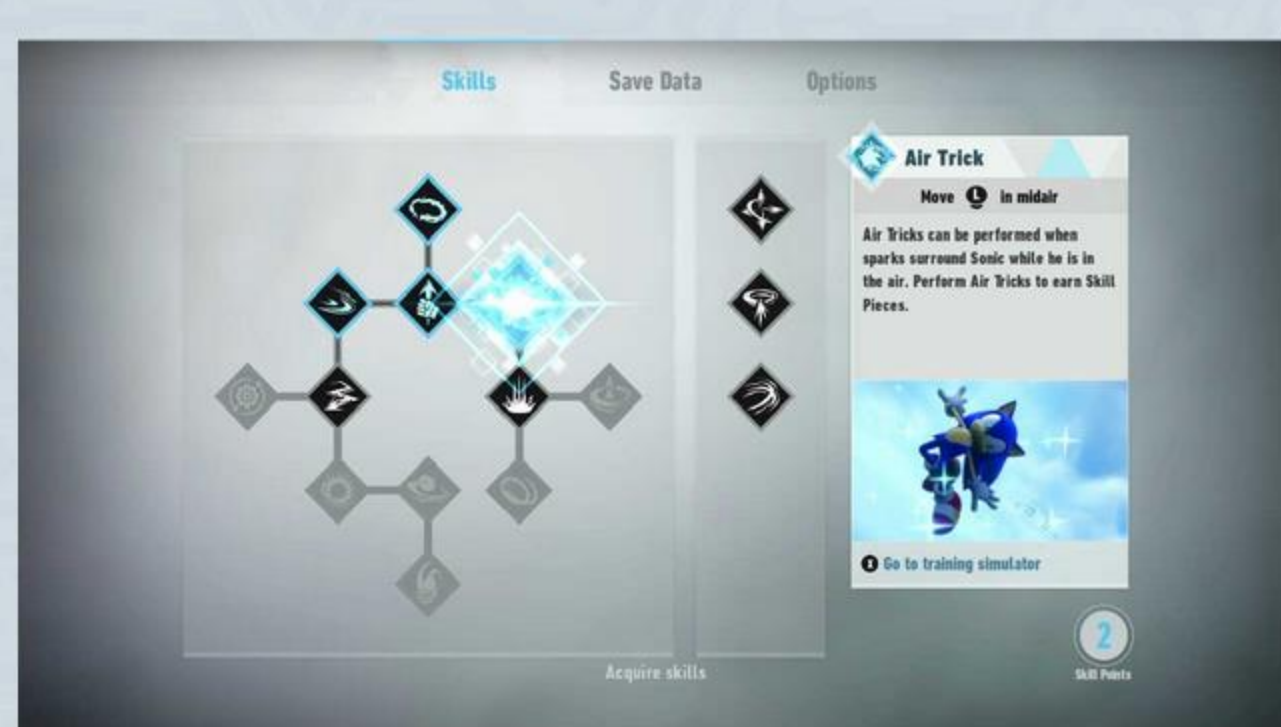 Skills
Save Data
Options
Air Trick
Move L in midair
Air Tricks can be performed when
sparks surround Sonic while he is in
the air. Perform Air Tricks to earn Skill
Pieces.
X Go to training simulator
2
Skill Points
Acquire skills